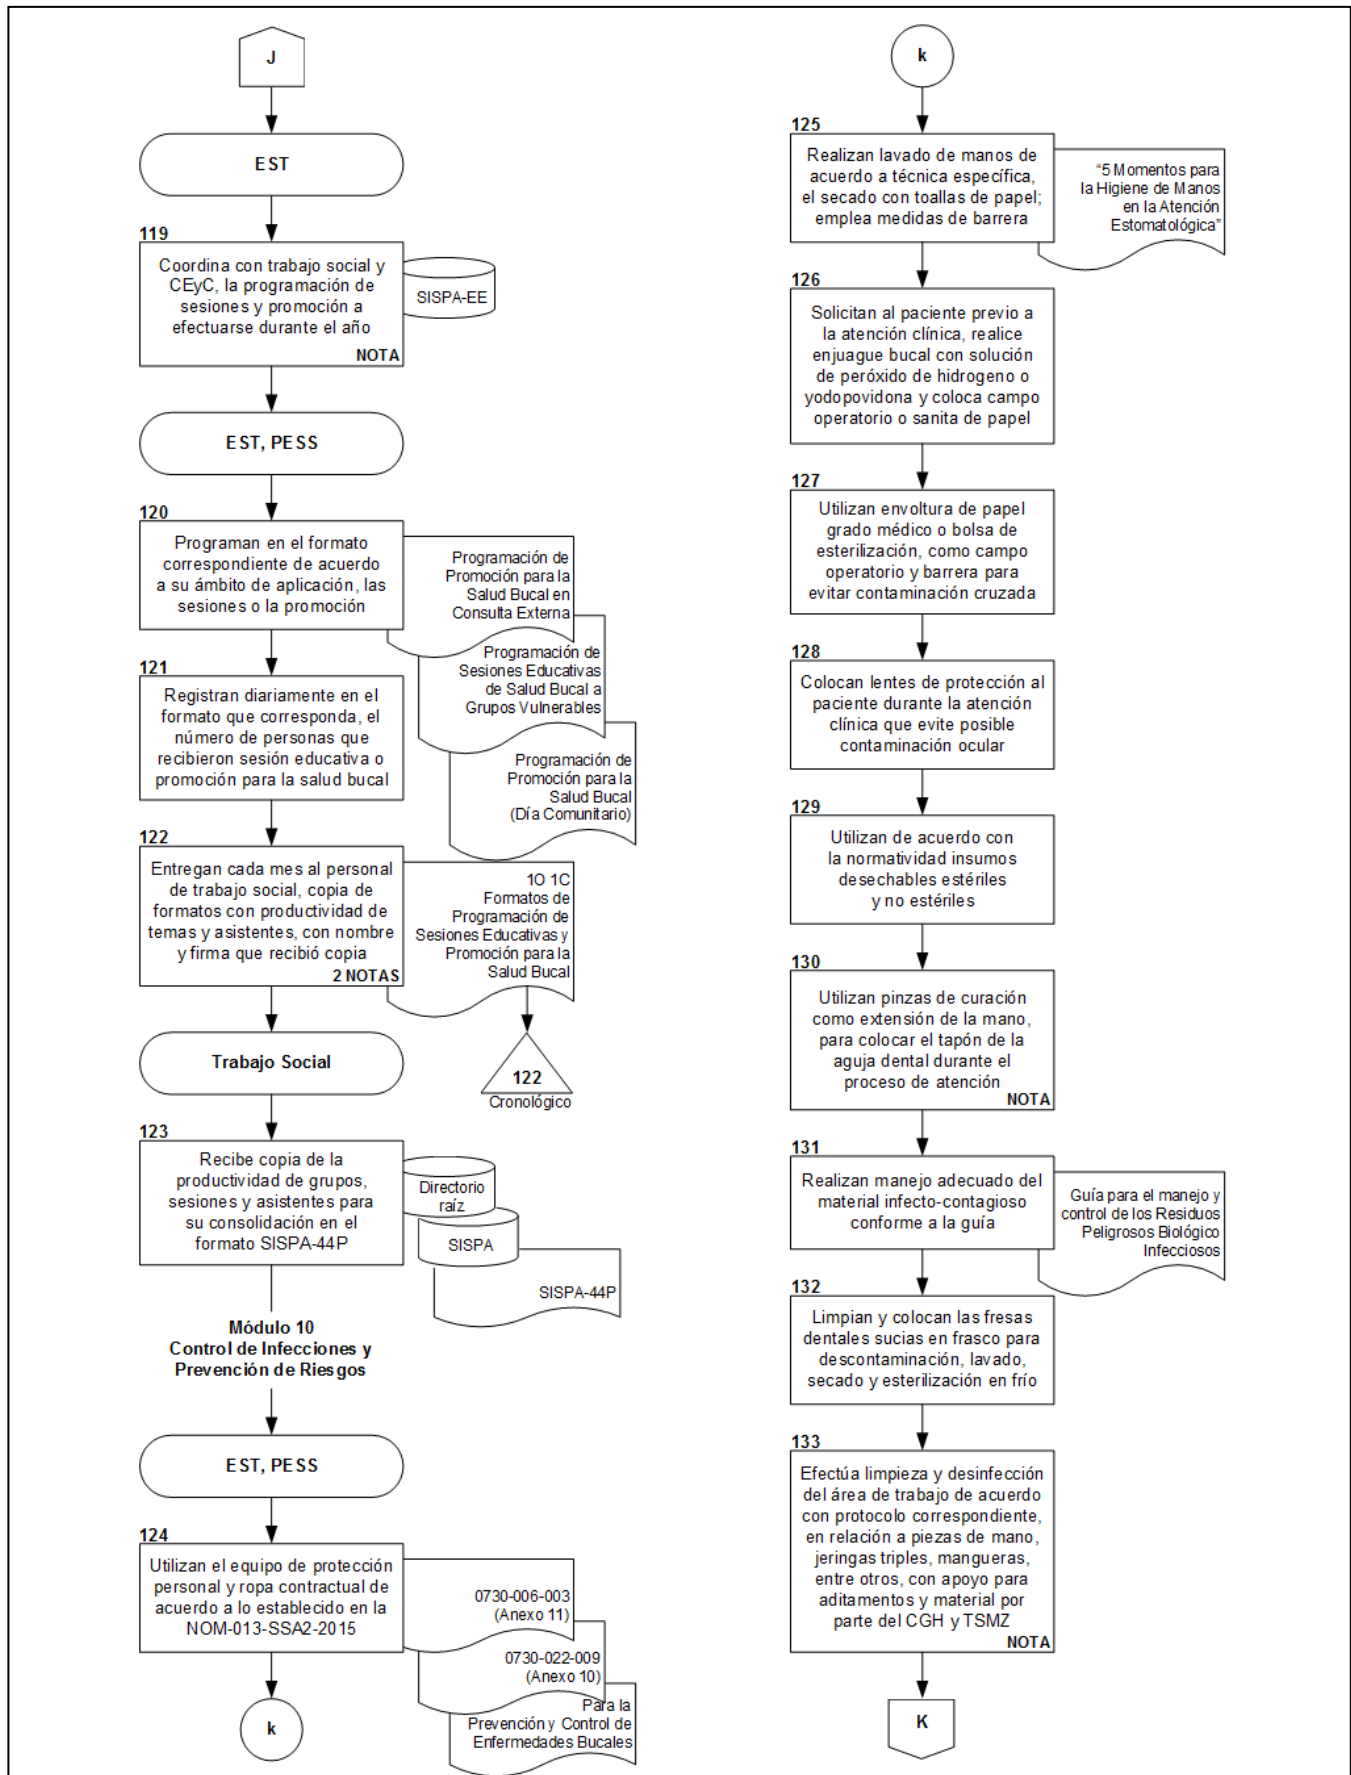 J
EST
119
Coordina con trabajo social y
CEyC, la programación de
sesiones y promoción a
efectuarse durante el año
NOTA
SISPA-EE
EST, PESS
120
Programan en el formato
correspondiente de acuerdo
a su ámbito de aplicación, las
sesiones o la promoción
Programación de
Promoción para la
Salud Bucal en
Consulta Externa
Programación de
Sesiones Educativas
de Salud Bucal a
Grupos Vulnerables
Programación de
Promoción para la
Salud Bucal
(Día Comunitario)
121
Registran diariamente en el
formato que corresponda, el
número de personas que
recibieron sesión educativa o
promoción para la salud bucal
122
Entregan cada mes al personal
de trabajo social, copia de
formatos con productividad de
temas y asistentes, con nombre
y firma que recibió copia
2 NOTAS
1O 1C
Formatos de
Programación de
Sesiones Educativas y
Promoción para la
Salud Bucal
122
Cronológico
Trabajo Social
123
Recibe copia de la
productividad de grupos,
sesiones y asistentes para
su consolidación en el
formato SISPA-44P
Directorio
raíz
SISPA
SISPA-44P
Módulo 10
Control de Infecciones y
Prevención de Riesgos
EST, PESS
124
Utilizan el equipo de protección
personal y ropa contractual de
acuerdo a lo establecido en la
NOM-013-SSA2-2015
0730-006-003
(Anexo 11)
0730-022-009
(Anexo 10)
Para la
Prevención y Control de
Enfermedades Bucales
k
k
125
Realizan lavado de manos de
acuerdo a técnica específica,
el secado con toallas de papel;
emplea medidas de barrera
“5 Momentos para
la Higiene de Manos
en la Atención
Estomatológica”
126
Solicitan al paciente previo a
la atención clínica, realice
enjuague bucal con solución
de peróxido de hidrogeno o
yodopovidona y coloca campo
operatorio o sanita de papel
127
Utilizan envoltura de papel
grado médico o bolsa de
esterilización, como campo
operatorio y barrera para
evitar contaminación cruzada
128
Colocan lentes de protección al
paciente durante la atención
clínica que evite posible
contaminación ocular
129
Utilizan de acuerdo con
la normatividad insumos
desechables estériles
y no estériles
130
Utilizan pinzas de curación
como extensión de la mano,
para colocar el tapón de la
aguja dental durante el
proceso de atención
NOTA
131
Realizan manejo adecuado del
material infecto-contagioso
conforme a la guía
Guía para el manejo y
control de los Residuos
Peligrosos Biológico
Infecciosos
132
Limpian y colocan las fresas
dentales sucias en frasco para
descontaminación, lavado,
secado y esterilización en frío
133
Efectúa limpieza y desinfección
del área de trabajo de acuerdo
con protocolo correspondiente,
en relación a piezas de mano,
jeringas triples, mangueras,
entre otros, con apoyo para
aditamentos y material por
parte del CGH y TSMZ
NOTA
K